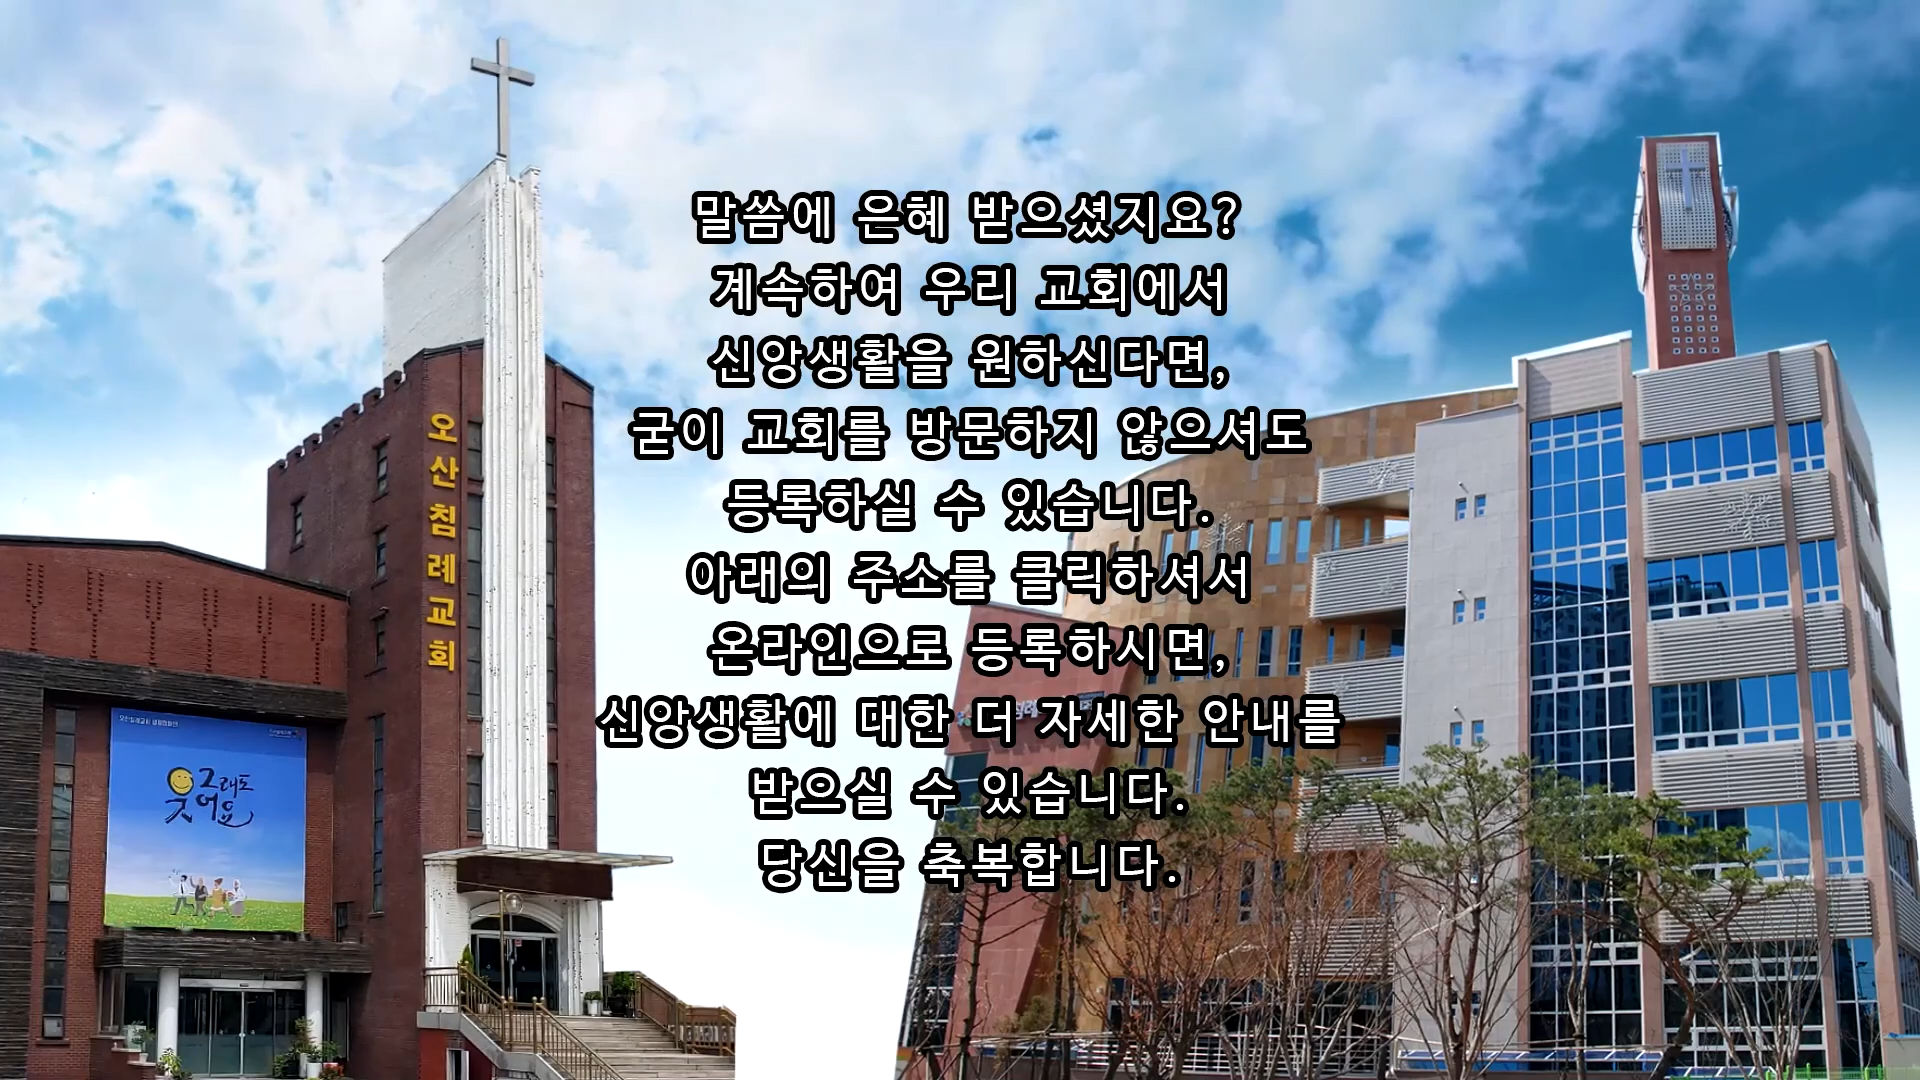 말씀에 은혜 받으셨지요?
계속하여 우리 교회에서
신앙생활을 원하신다면,
굳이 교회를 방문하지 않으셔도
등록하실 수 있습니다.
아래의 주소를 클릭하셔서
온라인으로 등록하시면,
신앙생활에 대한 더 자세한 안내를
받으실 수 있습니다.
당신을 축복합니다.
오산침례교회
그래도
웃어요